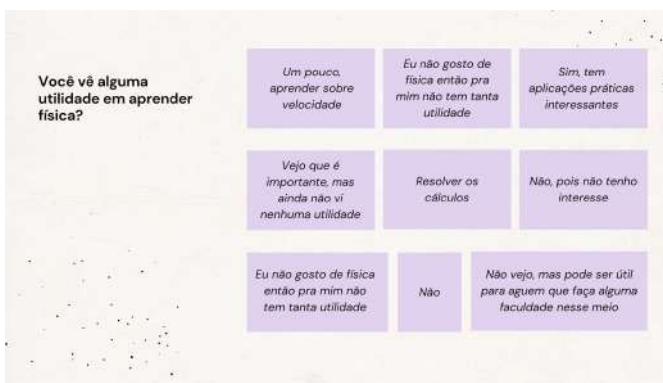 Você vê alguma
utilidade em aprender
física?
Um pouco,
aprender sobre
velocidade
Eu não gosto de
física então pra
mim não tem tanta
utilidade
Sim, tem
aplicações práticas
interessantes
Vejo que é
importante, mas
ainda não vi
nenhuma utilidade
Resolver os
cálculos
Não, pois não tenho
interesse
Eu não gosto de física
então pra mim não
tem tanta utilidade
Não
Não vejo, mas pode ser útil
para aguem que faça alguma
faculdade nesse meio